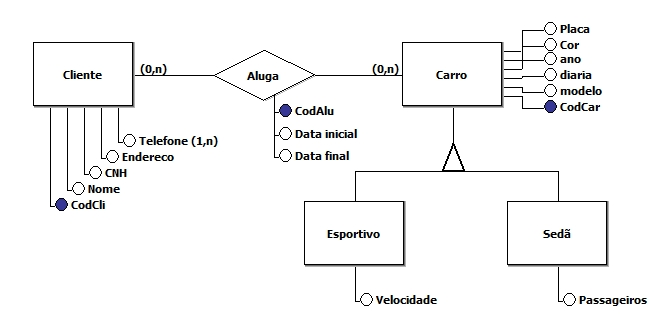 Cliente
(0,n)
Aluga
(0,n)
Carro
Placa
Cor
ano
diaria
modelo
CodCar
CodAlu
Data inicial
Data final
Telefone (1,n)
Endereco
CNH
Nome
CodCli
Esportivo
Sedã
Velocidade
Passageiros